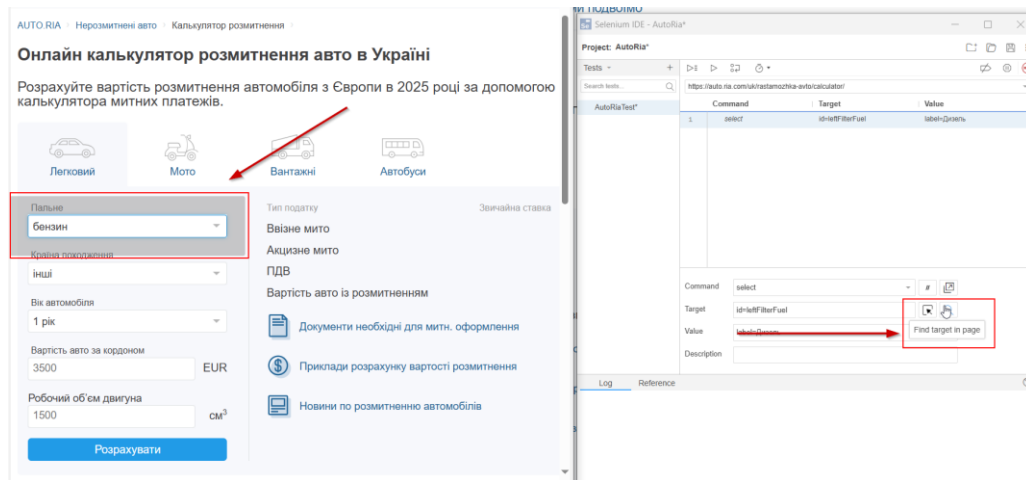 AUTO.RIA Нерозмитнені авто Калькулятор розмитнення
Онлайн калькулятор розмитнення авто в Україні
Розрахуйте вартість розмитнення автомобіля з Європи в 2025 році за допомогою
калькулятора митних платежів.
Легковий Мото Вантажні Автобуси
Пальне
бензин
Країна походження
інші
Вік автомобіля
1 рік
Вартість авто за кордоном
3500 EUR
Робочий об'єм двигуна
1500 см³
Розрахувати
Тип податку Звичайна ставка
Ввізне мито
Акцизне мито
ПДВ
Вартість авто із розмитненням
Документи необхідні для митн. оформлення
Приклади розрахунку вартості розмитнення
Новини по розмитненню автомобілів
Selenium IDE - AutoRia*
Project: AutoRia*
Tests
Search tests...
https://auto.ria.com/uk/rastamozhka-avto/calculator/
AutoRiaTest*
Command Target Value
1 select id=leftFilterFuel label=Дизель
Command select
Target id=leftFilterFuel
Find target in page
Value label=Дизель
Description
Log Reference